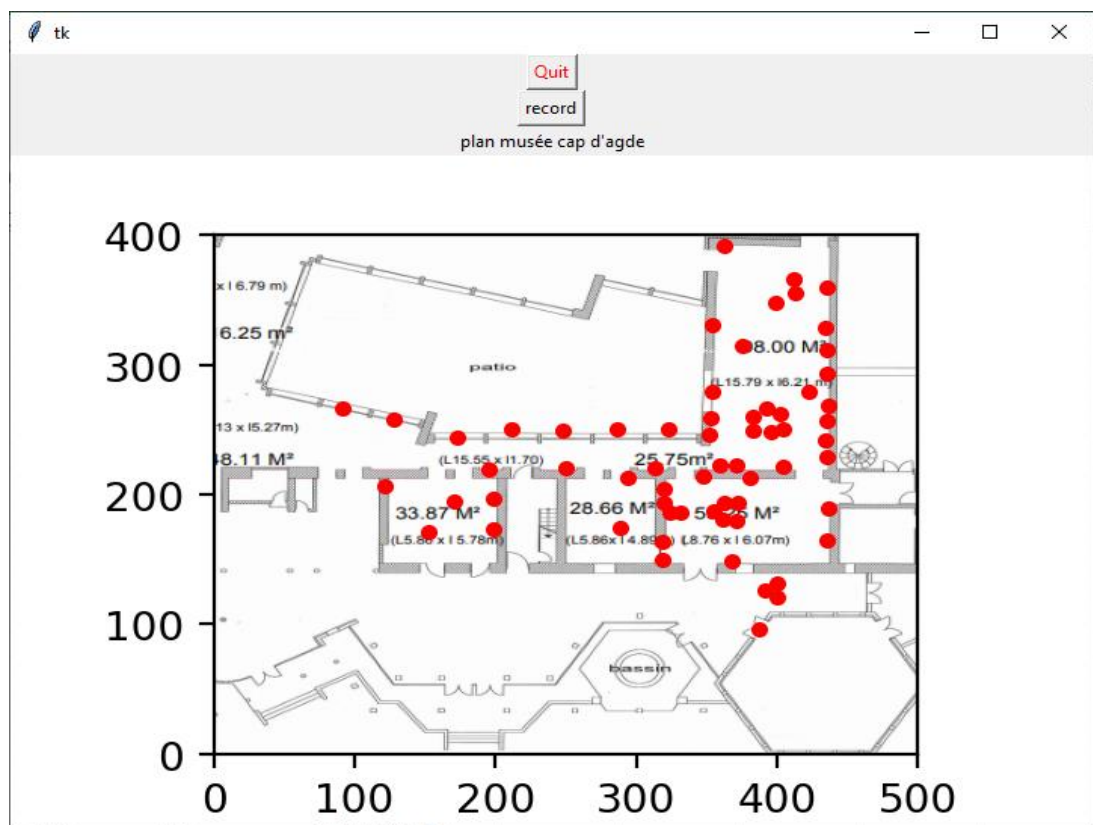 tk
Quit
record
plan musée cap d'agde
400
x l 6.79 m)
6.25 m²
8.00 M²
300
patio
(L15.79 x l6.21 m)
13 x l5.27m)
48.11 M²
(L15.55 x l1.70)
25.75m²
200
33.87 M²
28.66 M²
M²
(L5.86 x l 5.78m)
(L5.86x l 4.89
(L8.76 x l 6.07m)
100
bassin
0
0 100 200 300 400 500